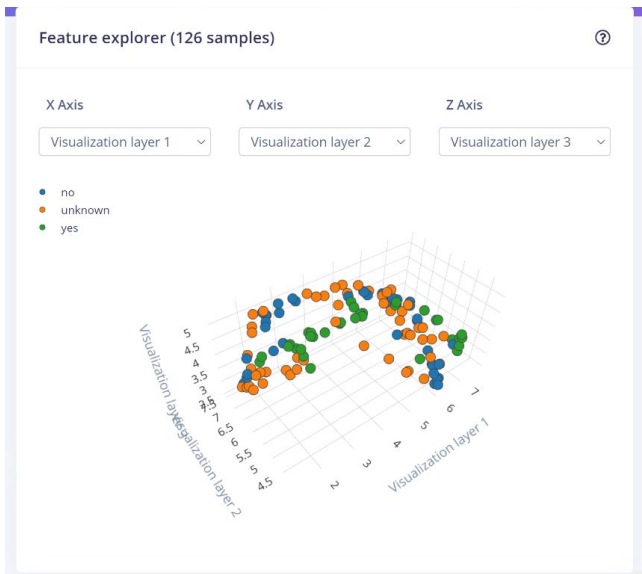 Feature explorer (126 samples)
X Axis
Y Axis
Z Axis
Visualization layer 1
Visualization layer 2
Visualization layer 3
no
unknown
yes
5
4.5
4
3.5
3
7
6.5
6
5.5
5
4.5
2
3
4
5
6
7
Visualization layer 2
Visualization layer 1